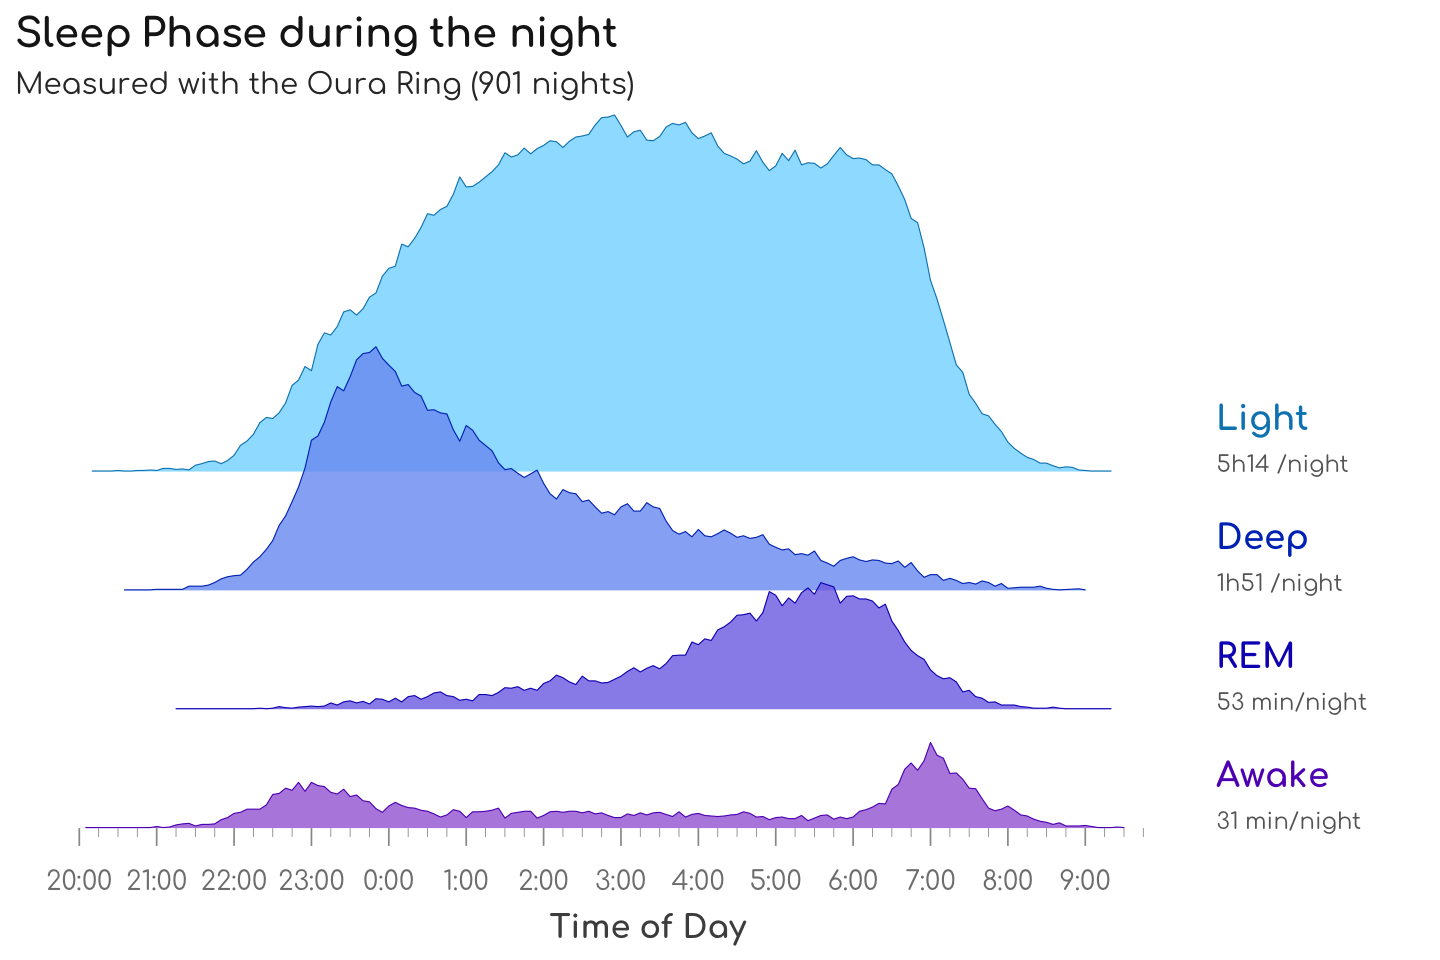 Sleep Phase during the night
Measured with the Oura Ring (901 nights)
Light
5h14 /night
Deep
1h51 /night
REM
53 min/night
Awake
31 min/night
20:00 21:00 22:00 23:00 0:00 1:00 2:00 3:00 4:00 5:00 6:00 7:00 8:00 9:00
Time of Day